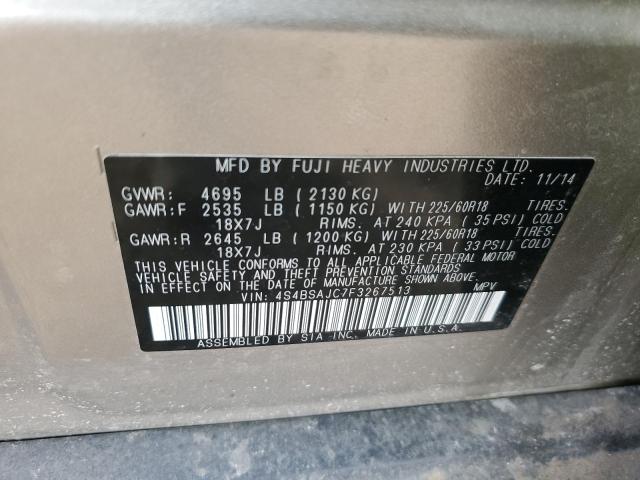 MFD BY FUJI HEAVY INDUSTRIES LTD.
DATE: 11/14
GVWR: 4695 LB ( 2130 KG)
GAWR:F 2535 LB ( 1150 KG) WITH 225/60R18 TIRES.
18X7J RIMS. AT 240 KPA ( 35 PSI) COLD
GAWR:R 2645 LB ( 1200 KG) WITH 225/60R18 TIRES.
18X7J RIMS. AT 230 KPA ( 33 PSI) COLD
THIS VEHICLE CONFORMS TO ALL APPLICABLE FEDERAL MOTOR
VEHICLE SAFETY AND THEFT PREVENTION STANDARDS
IN EFFECT ON THE DATE OF MANUFACTURE SHOWN ABOVE.
VIN: 4S4BSAJC7F3267513 MPV
ASSEMBLED BY SIA INC. MADE IN U.S.A.